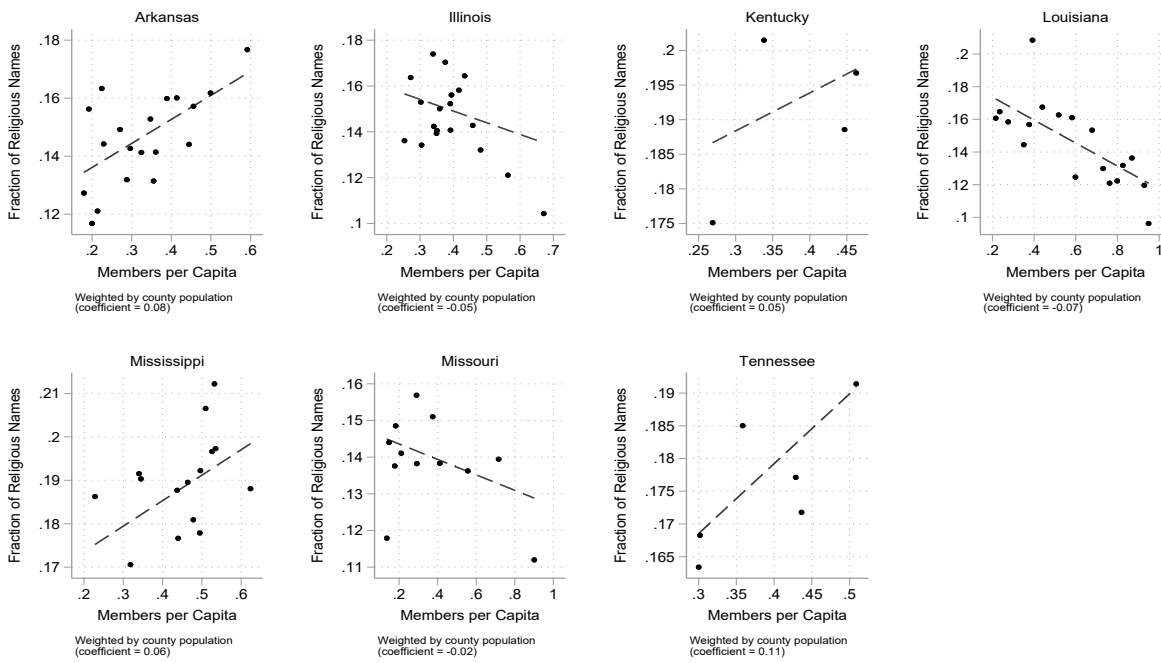 Arkansas
Fraction of Religious Names
.18
.16
.14
.12
.2 .3 .4 .5 .6
Members per Capita
Weighted by county population
(coefficient = 0.08)
Illinois
Fraction of Religious Names
.18
.16
.14
.12
.1
.2 .3 .4 .5 .6 .7
Members per Capita
Weighted by county population
(coefficient = -0.05)
Kentucky
Fraction of Religious Names
.2
.195
.19
.185
.18
.175
.25 .3 .35 .4 .45
Members per Capita
Weighted by county population
(coefficient = 0.05)
Louisiana
Fraction of Religious Names
.2
.18
.16
.14
.12
.1
.2 .4 .6 .8 1
Members per Capita
Weighted by county population
(coefficient = -0.07)
Mississippi
Fraction of Religious Names
.21
.2
.19
.18
.17
.2 .3 .4 .5 .6
Members per Capita
Weighted by county population
(coefficient = 0.06)
Missouri
Fraction of Religious Names
.16
.15
.14
.13
.12
.11
.2 .4 .6 .8 1
Members per Capita
Weighted by county population
(coefficient = -0.02)
Tennessee
Fraction of Religious Names
.19
.185
.18
.175
.17
.165
.3 .35 .4 .45 .5
Members per Capita
Weighted by county population
(coefficient = 0.11)